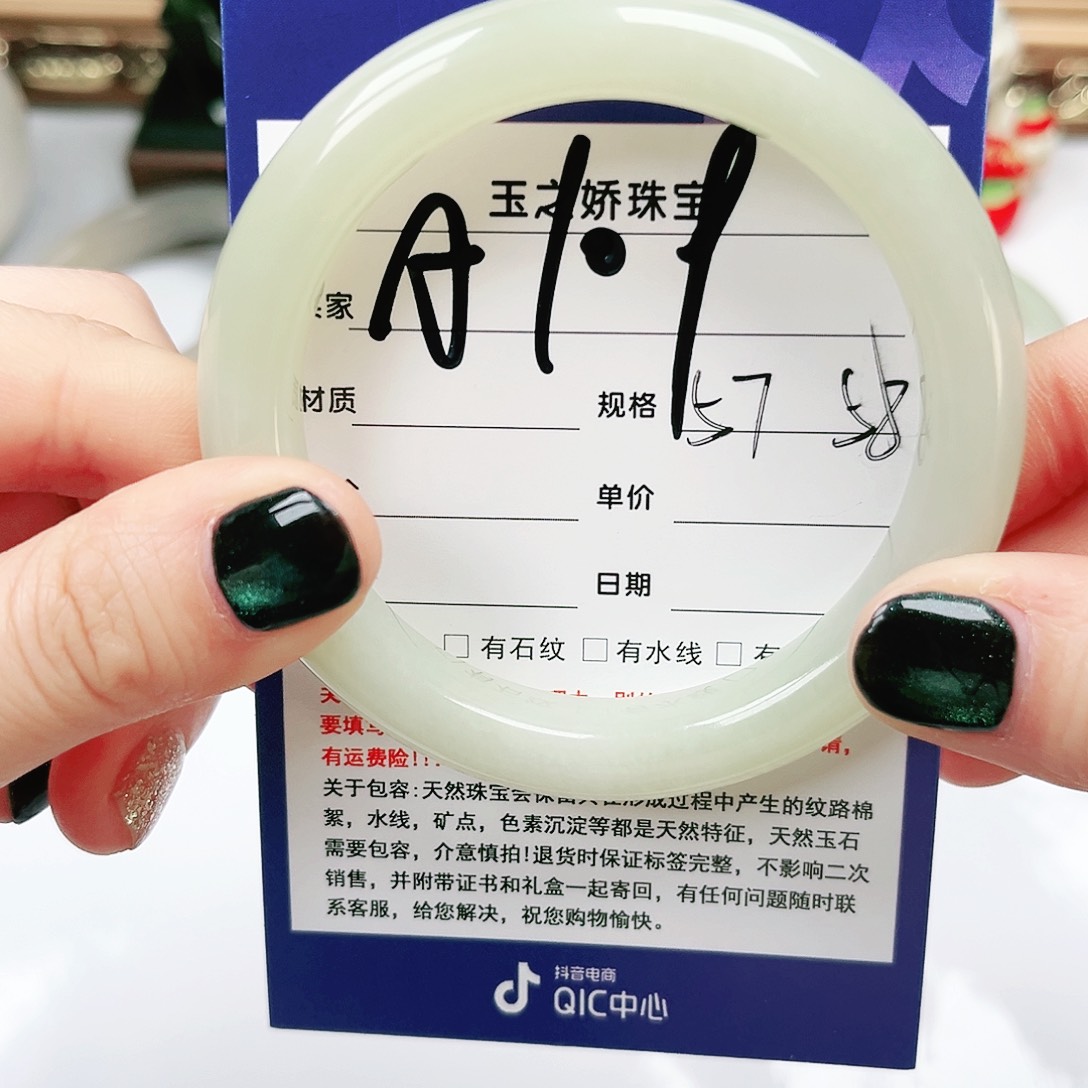 玉之娇珠宝
A1·9
家
材质
规格 57 58
单价
日期
□ 有石纹 □ 有水线 □ 有
要填写
有运费险!!!
关于包容:天然珠宝会保留其在形成过程中产生的纹路棉
絮,水线,矿点,色素沉淀等都是天然特征,天然玉石
需要包容,介意慎拍!退货时保证标签完整,不影响二次
销售,并附带证书和礼盒一起寄回,有任何问题随时联
系客服,给您解决,祝您购物愉快。
抖音电商
QIC中心